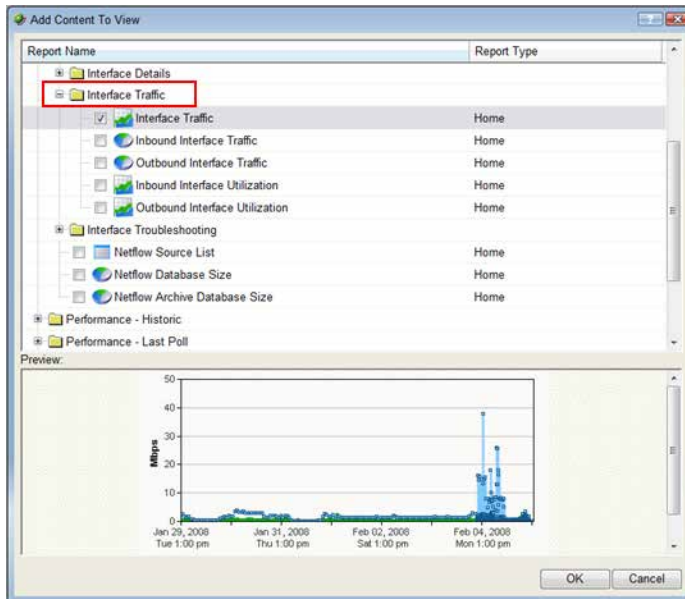 Add Content To View
Report Name Report Type
Interface Details
Interface Traffic
Interface Traffic Home
Inbound Interface Traffic Home
Outbound Interface Traffic Home
Inbound Interface Utilization Home
Outbound Interface Utilization Home
Interface Troubleshooting
Netflow Source List Home
Netflow Database Size Home
Netflow Archive Database Size Home
Performance - Historic
Performance - Last Poll
Preview:
50
40
30
20
10
0
Mbps
Jan 29, 2008 Jan 31, 2008 Feb 02, 2008 Feb 04, 2008
Tue 1:00 pm Thu 1:00 pm Sat 1:00 pm Mon 1:00 pm
OK Cancel